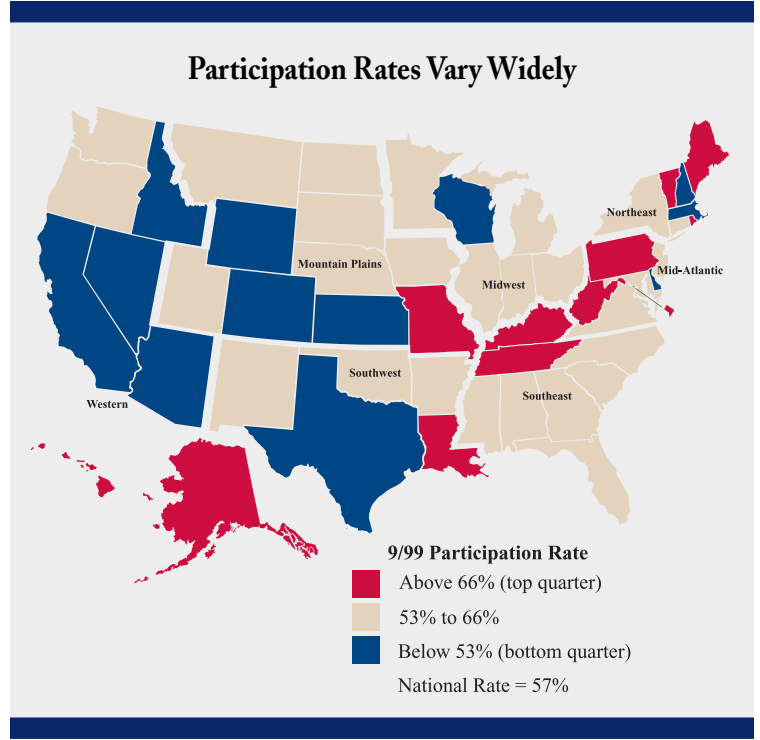 Participation Rates Vary Widely
Northeast
Mountain Plains
Mid-Atlantic
Midwest
Southwest
Southeast
Western
9/99 Participation Rate
Above 66% (top quarter)
53% to 66%
Below 53% (bottom quarter)
National Rate = 57%